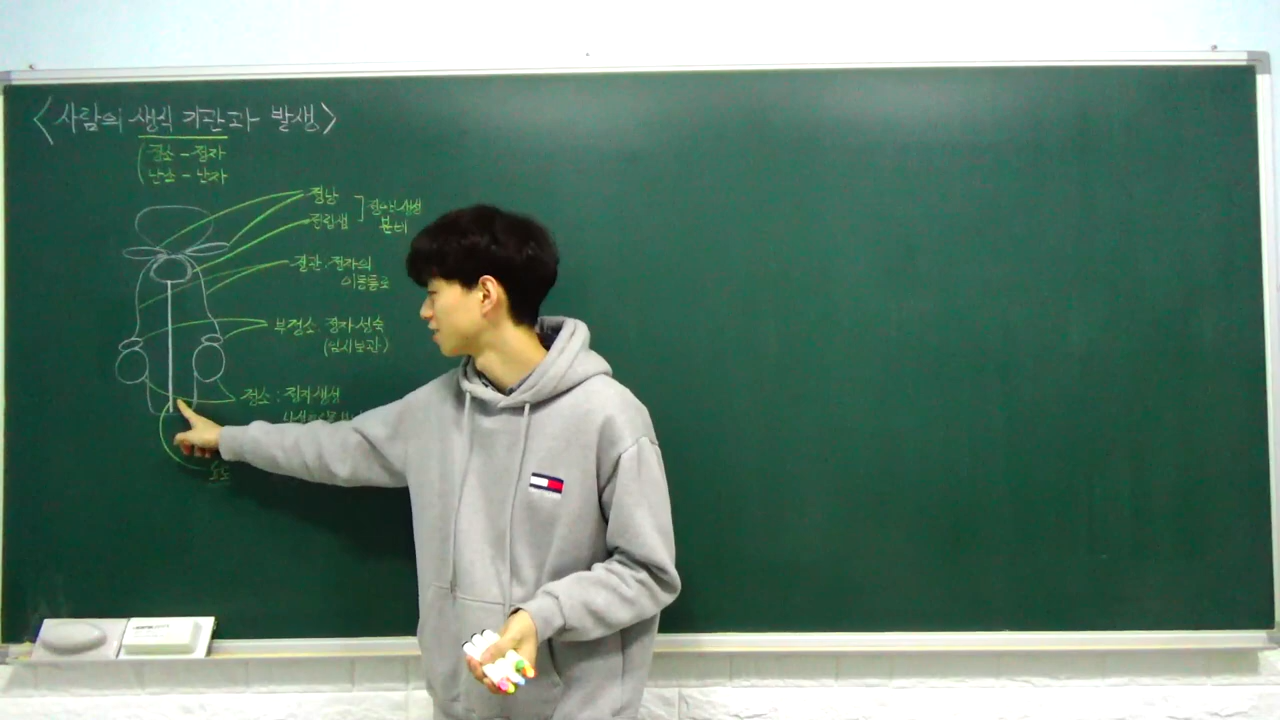 <사람의 생식 기관과 발생>
정소 - 정자
난소 - 난자
정낭
전립샘
정액 생성
분비
정관 : 정자의
이동통로
부정소 정자 성숙
(임시보관)
정소 : 정자 생성
요도